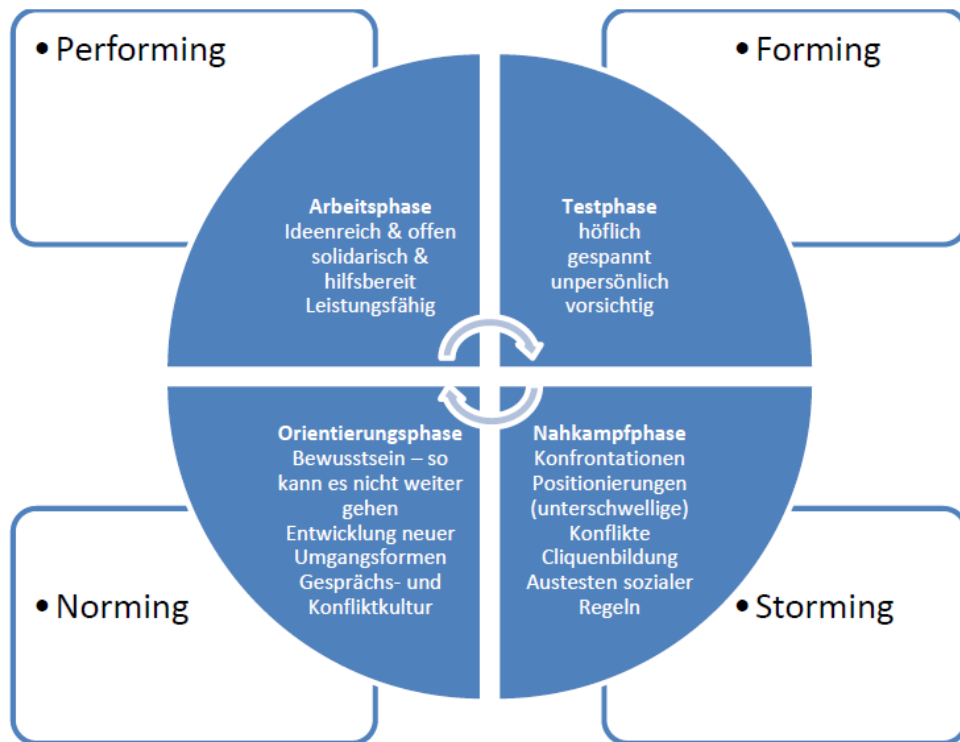 • Performing
• Forming
Arbeitsphase
Ideenreich & offen
solidarisch &
hilfsbereit
Leistungsfähig
Testphase
höflich
gespannt
unpersönlich
vorsichtig
Orientierungsphase
Bewusstsein – so
kann es nicht weiter
gehen
Entwicklung neuer
Umgangsformen
Gesprächs- und
Konfliktkultur
Nahkampfphase
Konfrontationen
Positionierungen
(unterschwellige)
Konflikte
Cliquenbildung
Austesten sozialer
Regeln
• Norming
• Storming